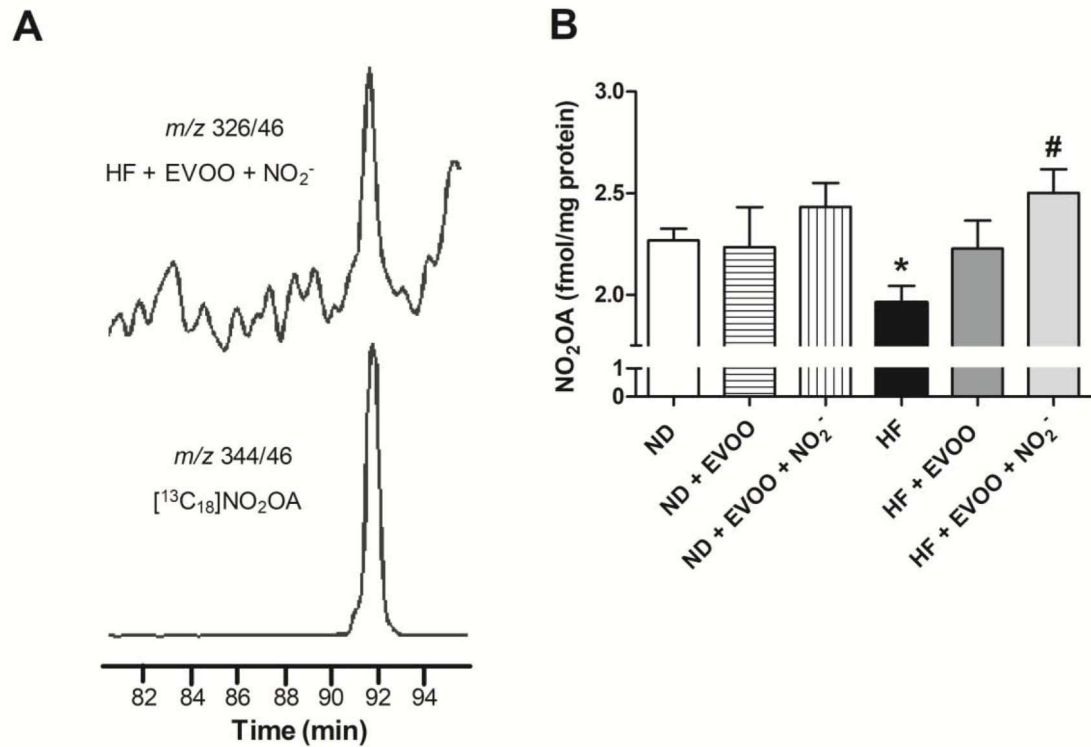 A
m/z 326/46
HF + EVOO + NO₂⁻
m/z 344/46
[¹³C₁₈]NO₂OA
82 84 86 88 90 92 94
Time (min)
B
NO₂OA (fmol/mg protein)
3.0
2.5
2.0
1
0
*
#
ND
ND + EVOO
ND + EVOO + NO₂⁻
HF
HF + EVOO
HF + EVOO + NO₂⁻